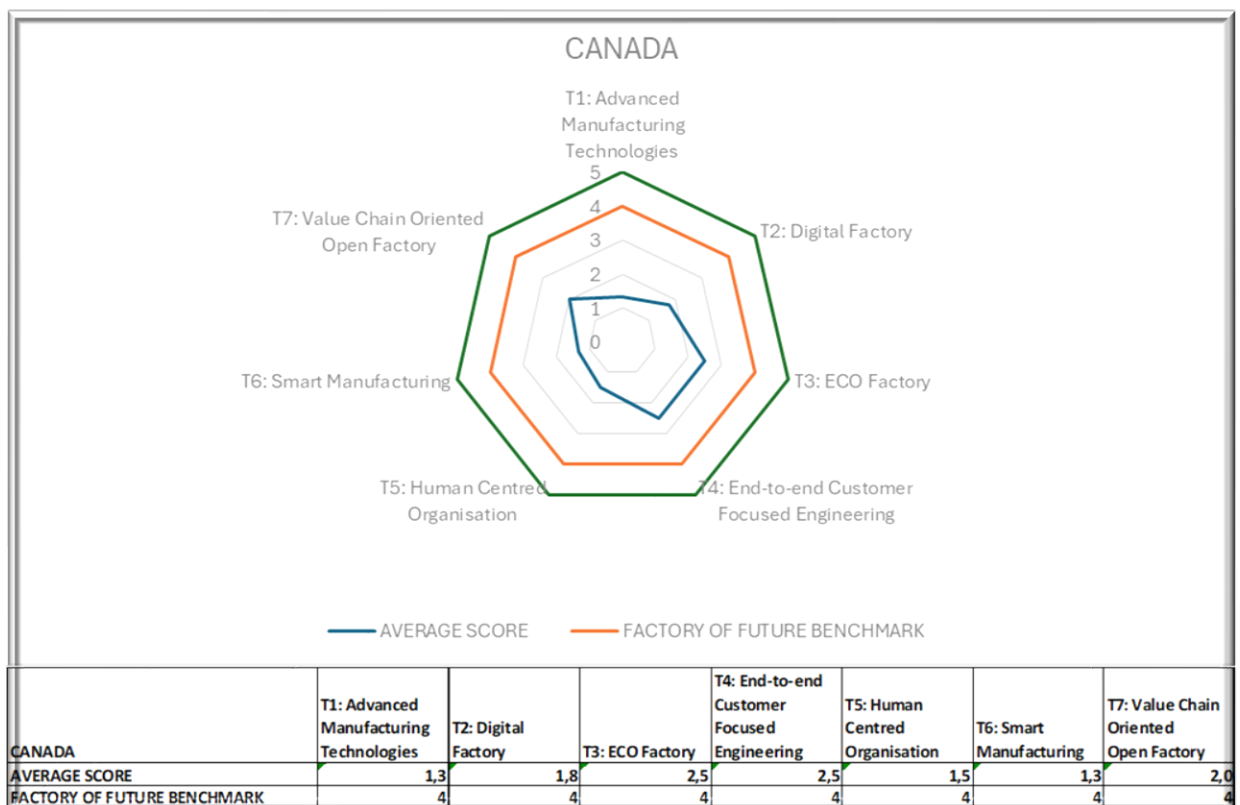 CANADA
T1: Advanced
Manufacturing
Technologies
5
4
3
2
1
0
T7: Value Chain Oriented
Open Factory
T2: Digital Factory
T6: Smart Manufacturing
T3: ECO Factory
T5: Human Centred
Organisation
T4: End-to-end Customer
Focused Engineering
AVERAGE SCORE
FACTORY OF FUTURE BENCHMARK
CANADA
T1: Advanced
Manufacturing
Technologies
T2: Digital
Factory
T3: ECO Factory
T4: End-to-end
Customer
Focused
Engineering
T5: Human
Centred
Organisation
T6: Smart
Manufacturing
T7: Value Chain
Oriented
Open Factory
AVERAGE SCORE 1,3 1,8 2,5 2,5 1,5 1,3 2,0
FACTORY OF FUTURE BENCHMARK 4 4 4 4 4 4 4